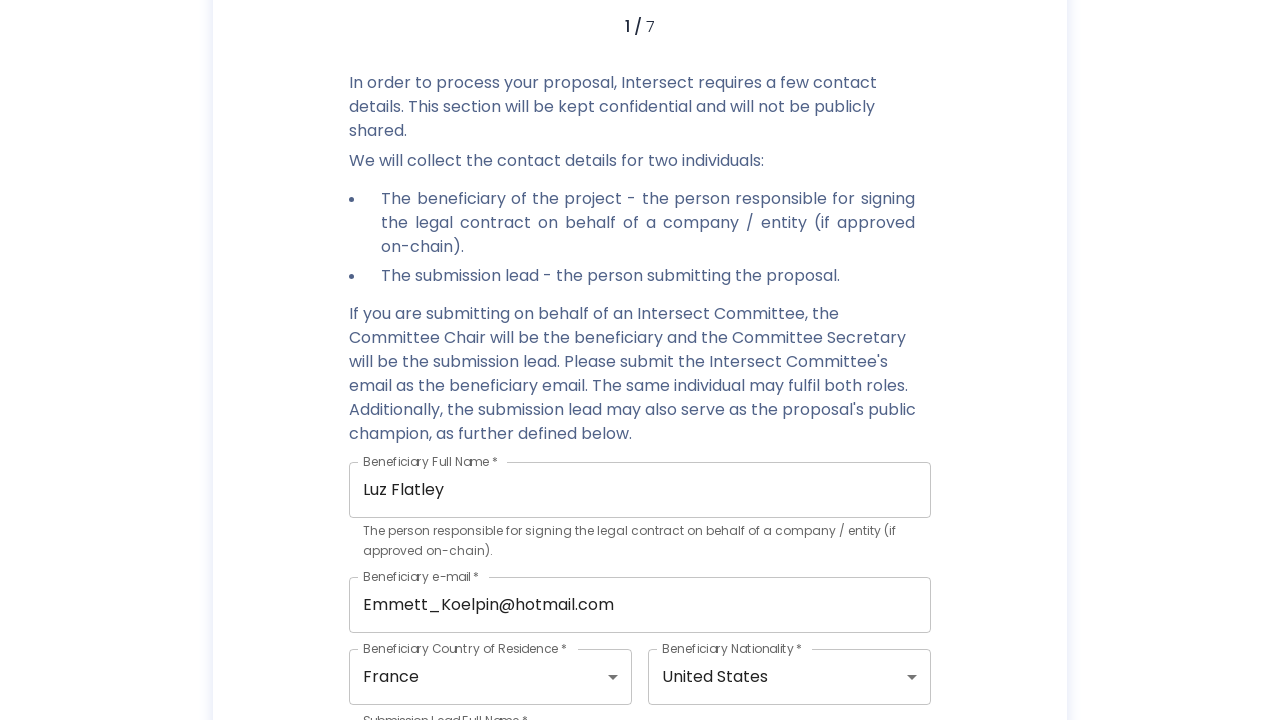 1 / 7
In order to process your proposal, Intersect requires a few contact
details. This section will be kept confidential and will not be publicly
shared.
We will collect the contact details for two individuals:
• The beneficiary of the project - the person responsible for signing
the legal contract on behalf of a company / entity (if approved
on-chain).
• The submission lead - the person submitting the proposal.
If you are submitting on behalf of an Intersect Committee, the
Committee Chair will be the beneficiary and the Committee Secretary
will be the submission lead. Please submit the Intersect Committee's
email as the beneficiary email. The same individual may fulfil both roles.
Additionally, the submission lead may also serve as the proposal's public
champion, as further defined below.
Beneficiary Full Name *
Luz Flatley
The person responsible for signing the legal contract on behalf of a company / entity (if
approved on-chain).
Beneficiary e-mail *
Emmett_Koelpin@hotmail.com
Beneficiary Country of Residence * Beneficiary Nationality *
France United States
Submission Lead Full Name *